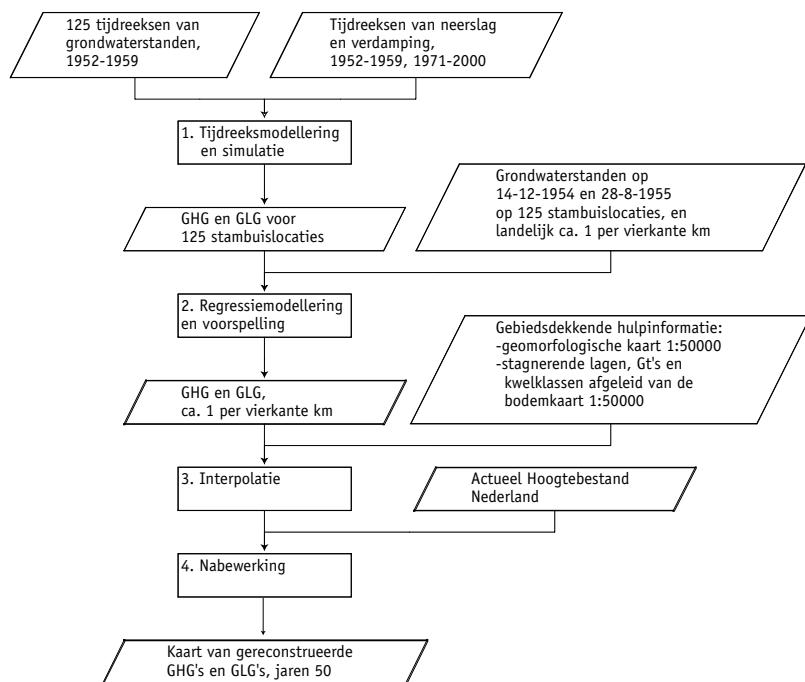 125 tijdreeksen van
grondwaterstanden,
1952-1959
Tijdreeksen van neerslag
en verdamping,
1952-1959, 1971-2000
1. Tijdreeksmodellering
en simulatie
Grondwaterstanden op
14-12-1954 en 28-8-1955
op 125 stambuislocaties, en
landelijk ca. 1 per vierkante km
GHG en GLG voor
125 stambuislocaties
2. Regressiemodellering
en voorspelling
Gebiedsdekkende hulpinformatie:
-geomorfologische kaart 1:50000
-stagnerende lagen, Gt's en
kwelklassen afgeleid van de
bodemkaart 1:50000
GHG en GLG,
ca. 1 per vierkante km
3. Interpolatie
Actueel Hoogtebestand
Nederland
4. Nabewerking
Kaart van gereconstrueerde
GHG's en GLG's, jaren 50